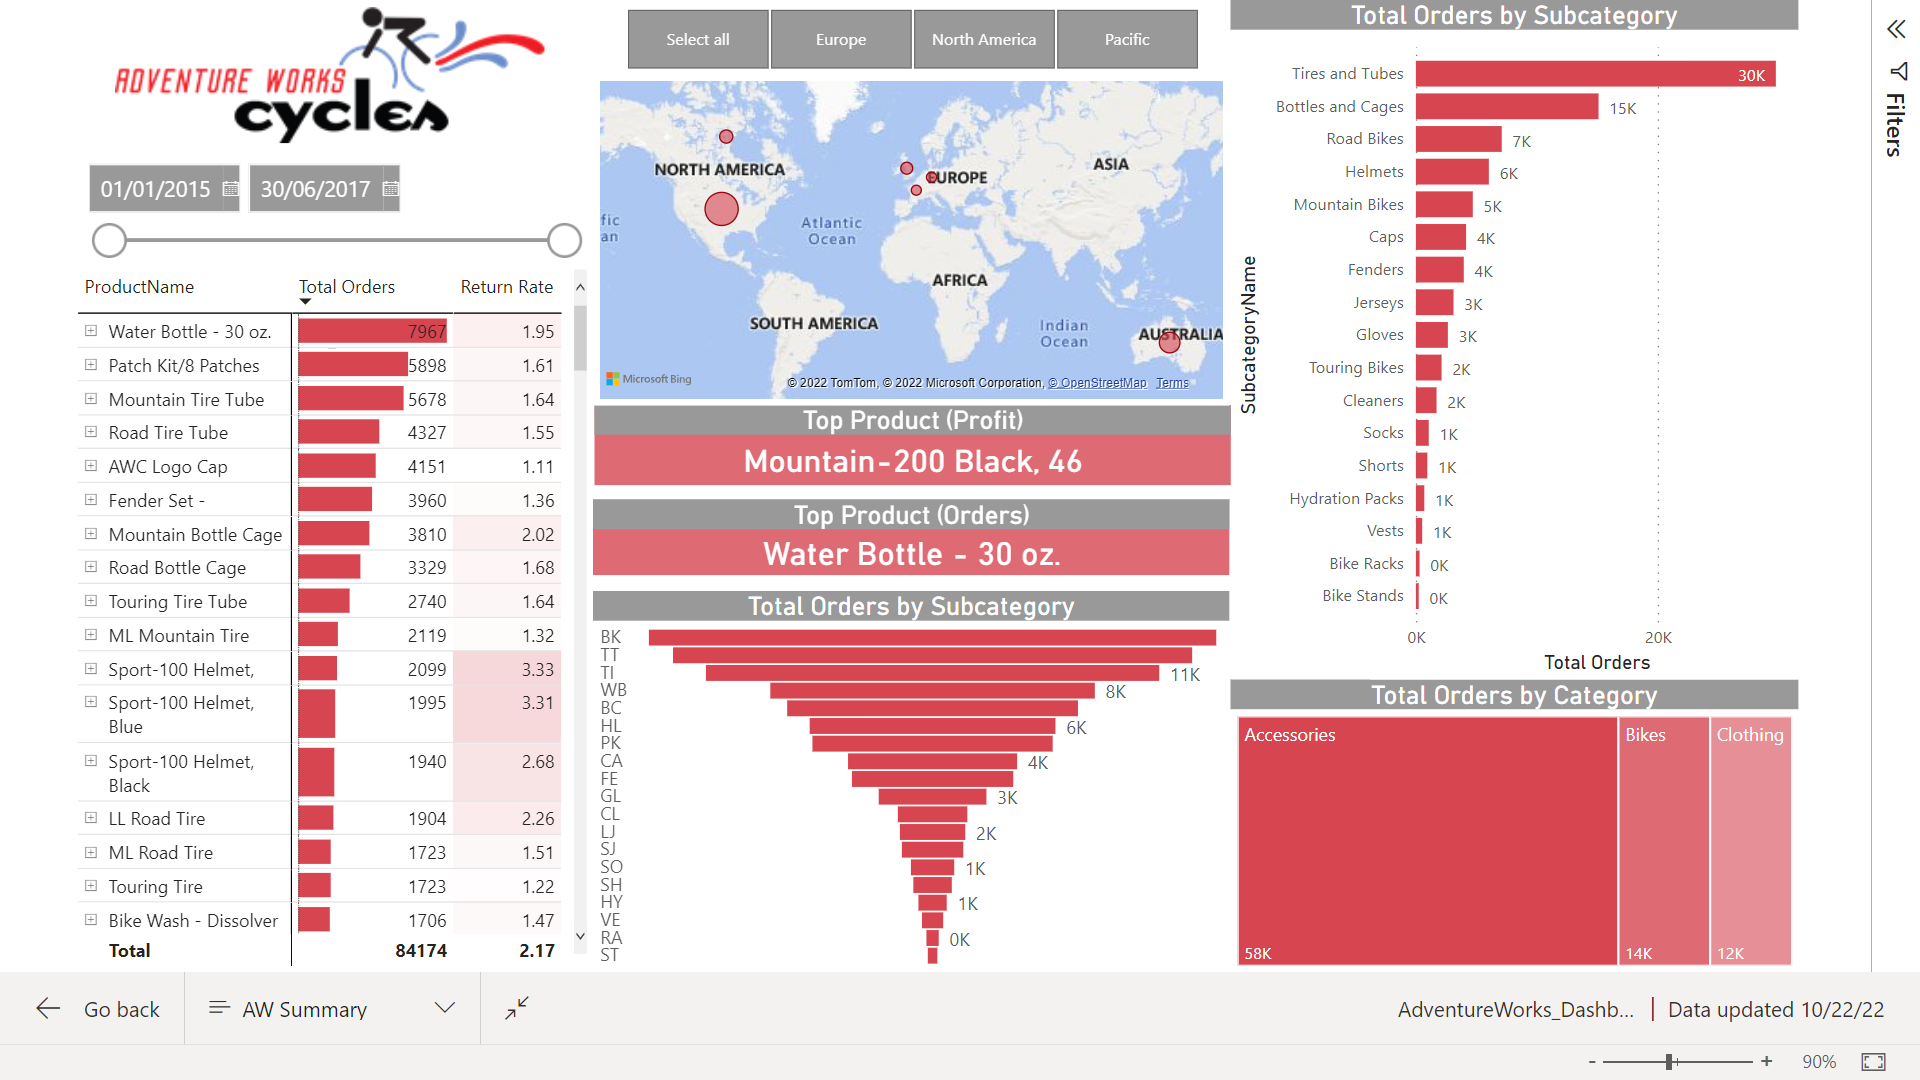 ADVENTURE WORKS
cycles
01/01/2015
30/06/2017
ProductName Total Orders Return Rate
Water Bottle - 30 oz. 7967 1.95
Patch Kit/8 Patches 5898 1.61
Mountain Tire Tube 5678 1.64
Road Tire Tube 4327 1.55
AWC Logo Cap 4151 1.11
Fender Set - 3960 1.36
Mountain Bottle Cage 3810 2.02
Road Bottle Cage 3329 1.68
Touring Tire Tube 2740 1.64
ML Mountain Tire 2119 1.32
Sport-100 Helmet, 2099 3.33
Sport-100 Helmet, 1995 3.31
Blue
Sport-100 Helmet, 1940 2.68
Black
LL Road Tire 1904 2.26
ML Road Tire 1723 1.51
Touring Tire 1723 1.22
Bike Wash - Dissolver 1706 1.47
Total 84174 2.17
Select all Europe North America Pacific
NORTH AMERICA
EUROPE
ASIA
Atlantic
Ocean
fic
an
AFRICA
SOUTH AMERICA
Indian
Ocean
AUSTRALIA
Microsoft Bing
© 2022 TomTom, © 2022 Microsoft Corporation, © OpenStreetMap Terms
Top Product (Profit)
Mountain-200 Black, 46
Top Product (Orders)
Water Bottle - 30 oz.
Total Orders by Subcategory
BK
TT
TI 11K
WB 8K
BC
HL 6K
PK
CA 4K
FE
GL 3K
CL
LJ 2K
SJ
SO 1K
SH
HY 1K
VE
RA 0K
ST
Total Orders by Subcategory
SubcategoryName
Tires and Tubes 30K
Bottles and Cages 15K
Road Bikes 7K
Helmets 6K
Mountain Bikes 5K
Caps 4K
Fenders 4K
Jerseys 3K
Gloves 3K
Touring Bikes 2K
Cleaners 2K
Socks 1K
Shorts 1K
Hydration Packs 1K
Vests 1K
Bike Racks 0K
Bike Stands 0K
0K 20K
Total Orders
Total Orders by Category
Accessories Bikes Clothing
58K 14K 12K
Filters
Go back
AW Summary
AdventureWorks_Dashb... | Data updated 10/22/22
- + 90%